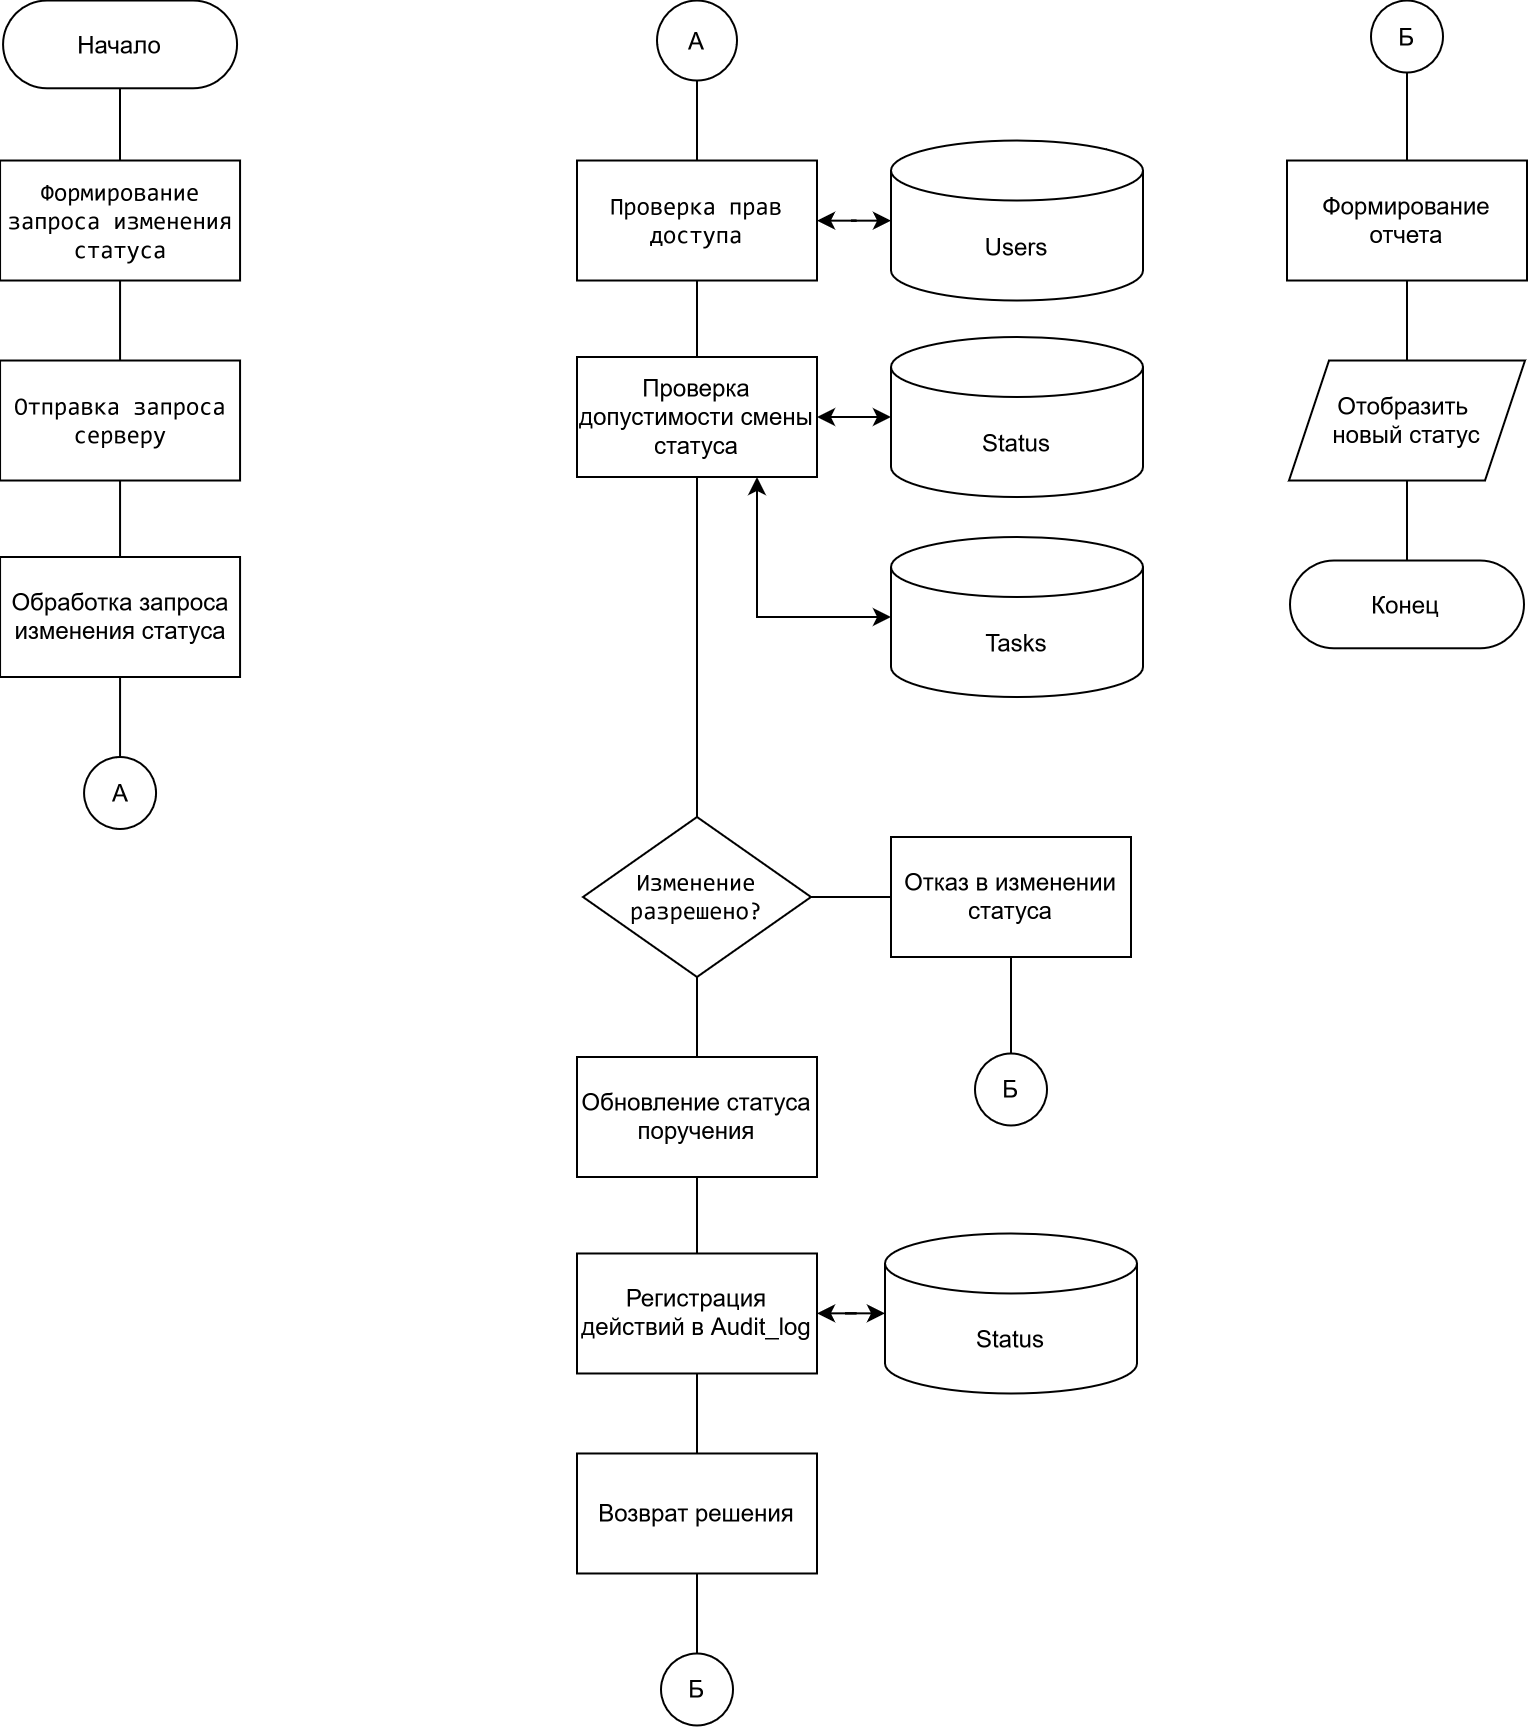 Начало
Формирование
запроса изменения
статуса
Отправка запроса
серверу
Обработка запроса
изменения статуса
А
А
Проверка прав
доступа
Users
Проверка
допустимости смены
статуса
Status
Tasks
Изменение
разрешено?
Отказ в изменении
статуса
Б
Обновление статуса
поручения
Регистрация
действий в Audit_log
Status
Возврат решения
Б
Б
Формирование
отчета
Отобразить
новый статус
Конец